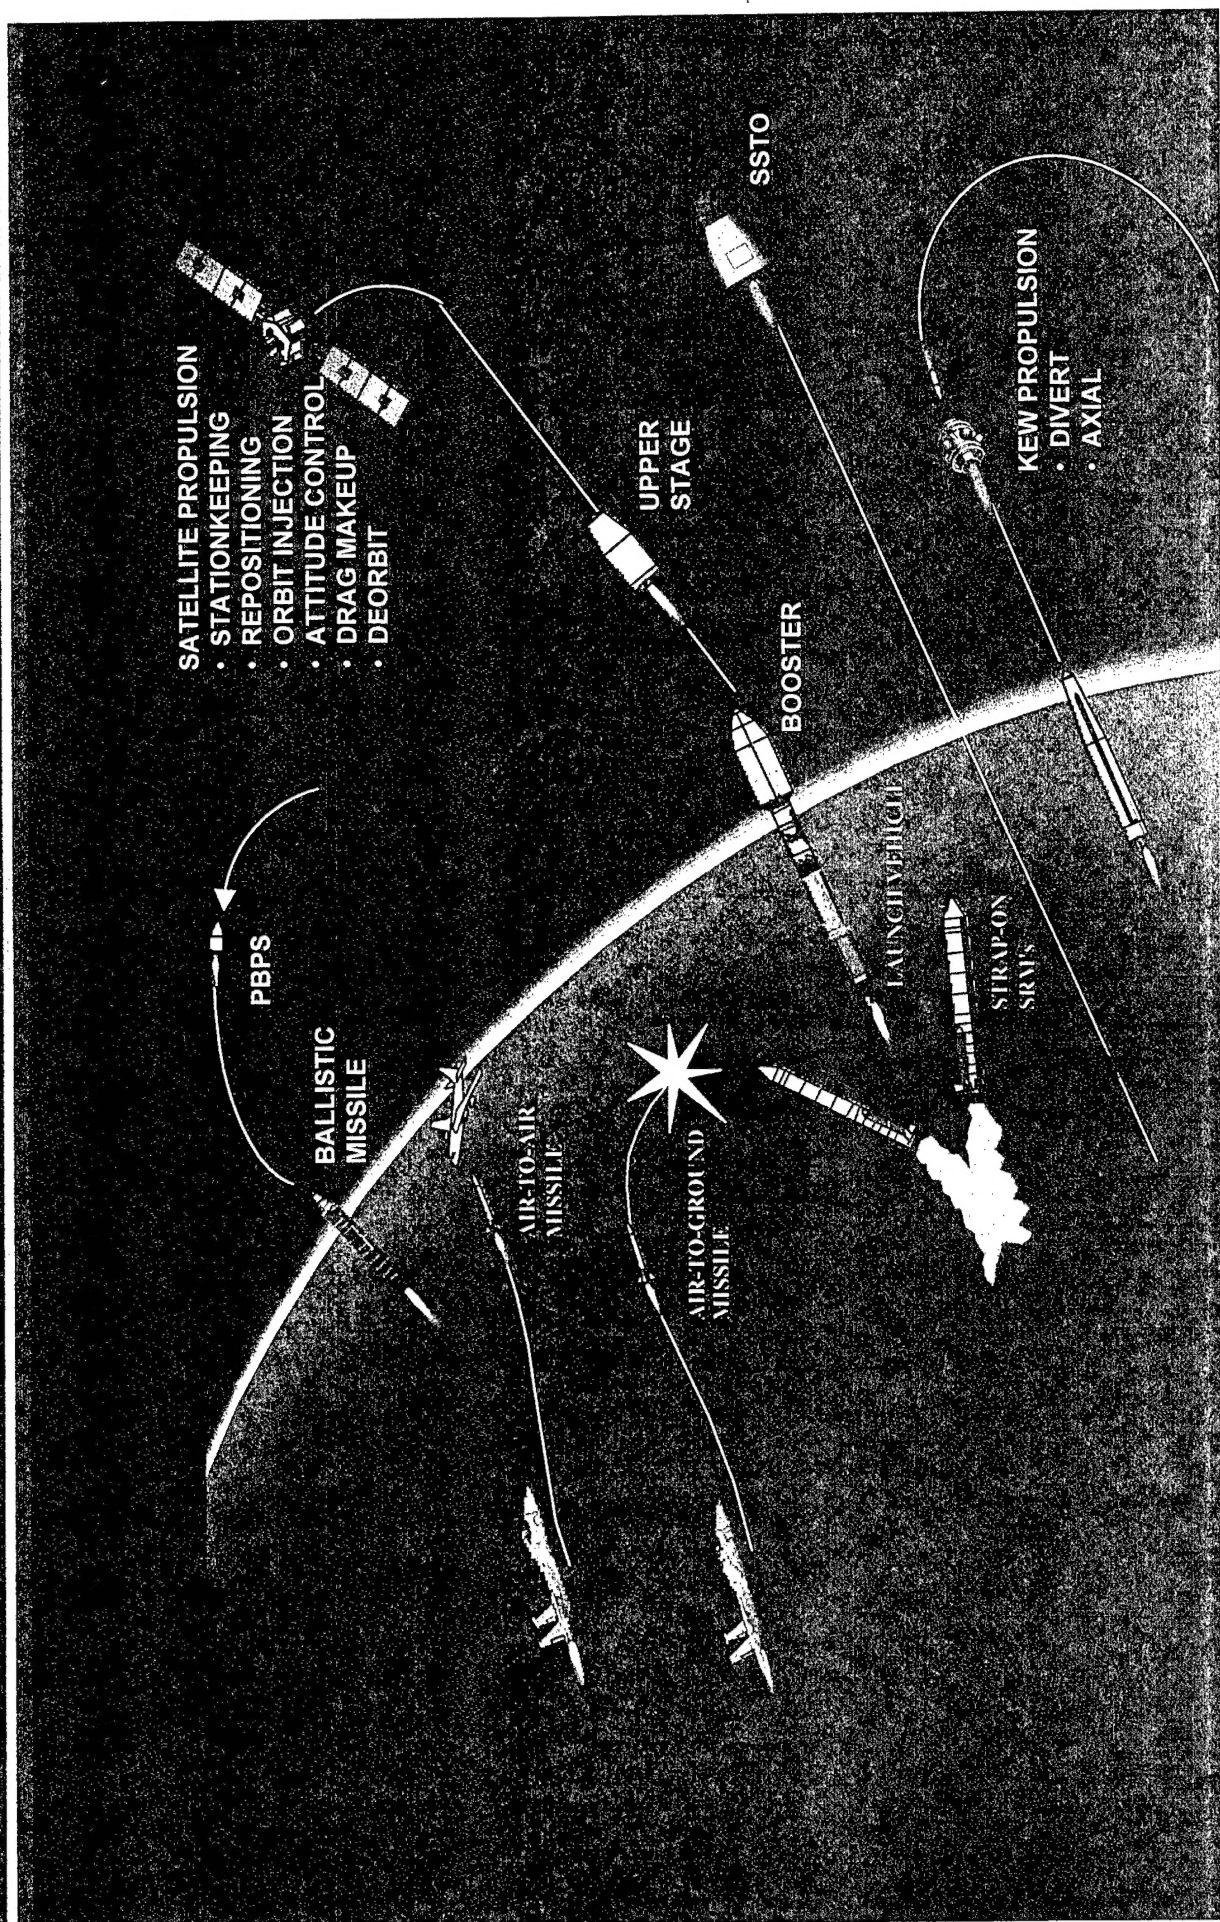 SATELLITE PROPULSION
• STATIONKEEPING
• REPOSITIONING
• ORBIT INJECTION
• ATTITUDE CONTROL
• DRAG MAKEUP
• DEORBIT
PBPS
BALLISTIC
MISSILE
AIR-TO-AIR
MISSILE
UPPER
STAGE
SSTO
AIR-TO-GROUND
MISSILE
BOOSTER
LAUNCH VEHICLE
STRAP-ON
SRMS
KEW PROPULSION
• DIVERT
• AXIAL